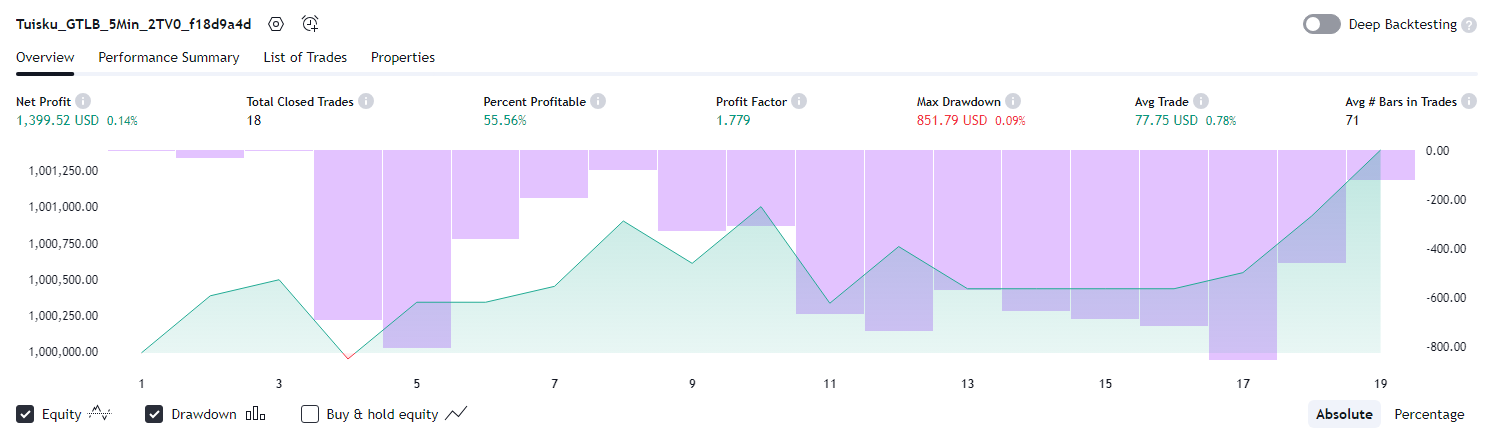 Tuisku_GTLB_5Min_2TV0_f18d9a4d
Deep Backtesting ?
Overview Performance Summary List of Trades Properties
Net Profit i Total Closed Trades i Percent Profitable i Profit Factor i Max Drawdown i Avg Trade i Avg # Bars in Trades i
1,399.52 USD 0.14% 18 55.56% 1.779 851.79 USD 0.09% 77.75 USD 0.78% 71
0.00
1,001,250.00
-200.00
1,001,000.00
1,000,750.00 -400.00
1,000,500.00
-600.00
1,000,250.00
1,000,000.00 -800.00
1 3 5 7 9 11 13 15 17 19
Equity Drawdown Buy & hold equity Absolute Percentage